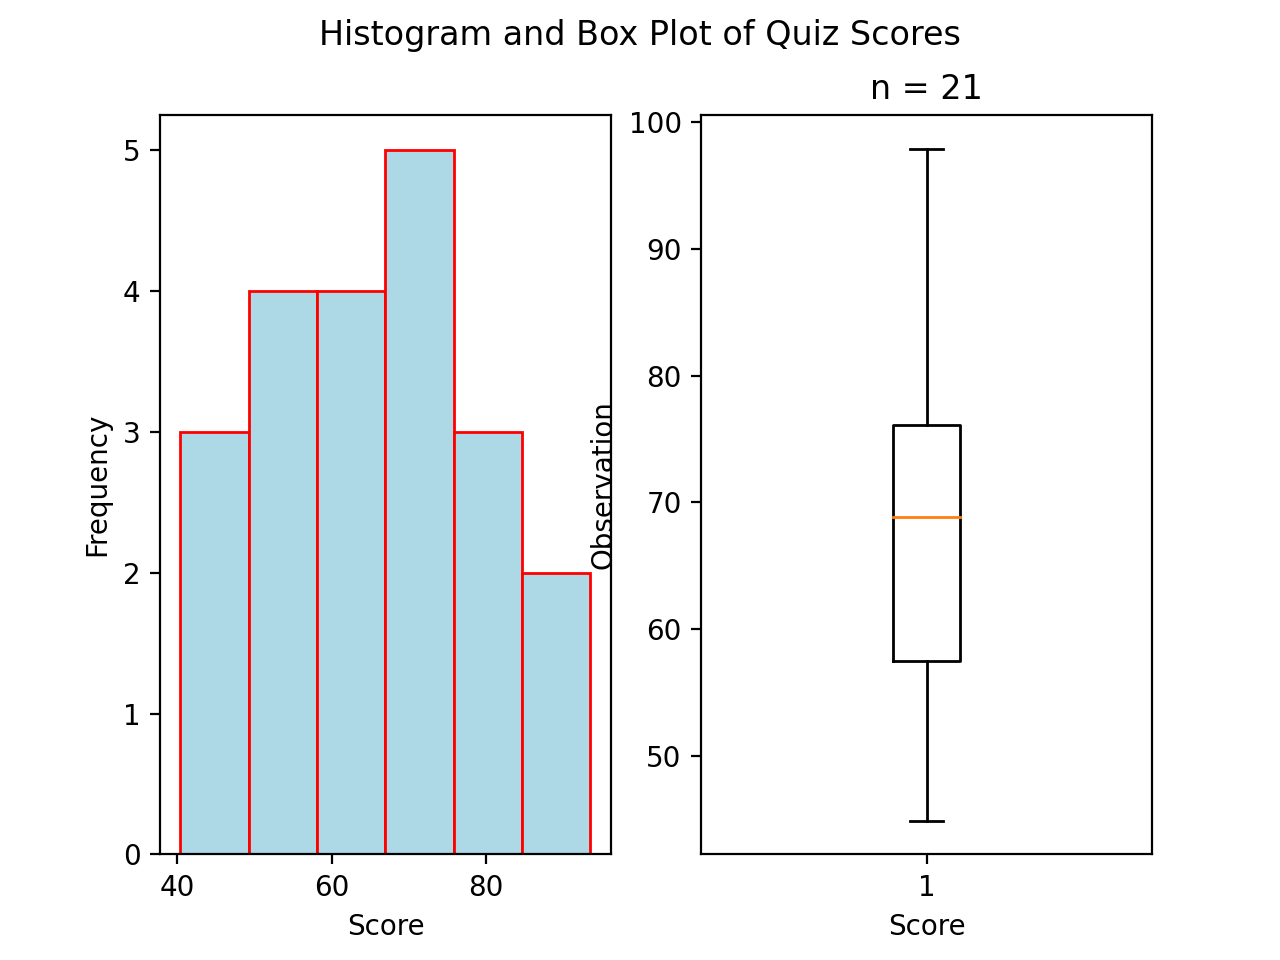 Histogram and Box Plot of Quiz Scores
5
4
3
2
1
0
Frequency
40 60 80
Score
n = 21
100
90
80
70
60
50
Observation
1
Score